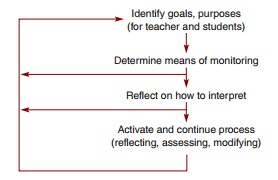 Identify goals, purposes
(for teacher and students)
Determine means of monitoring
Reflect on how to interpret
Activate and continue process
(reflecting, assessing, modifying)